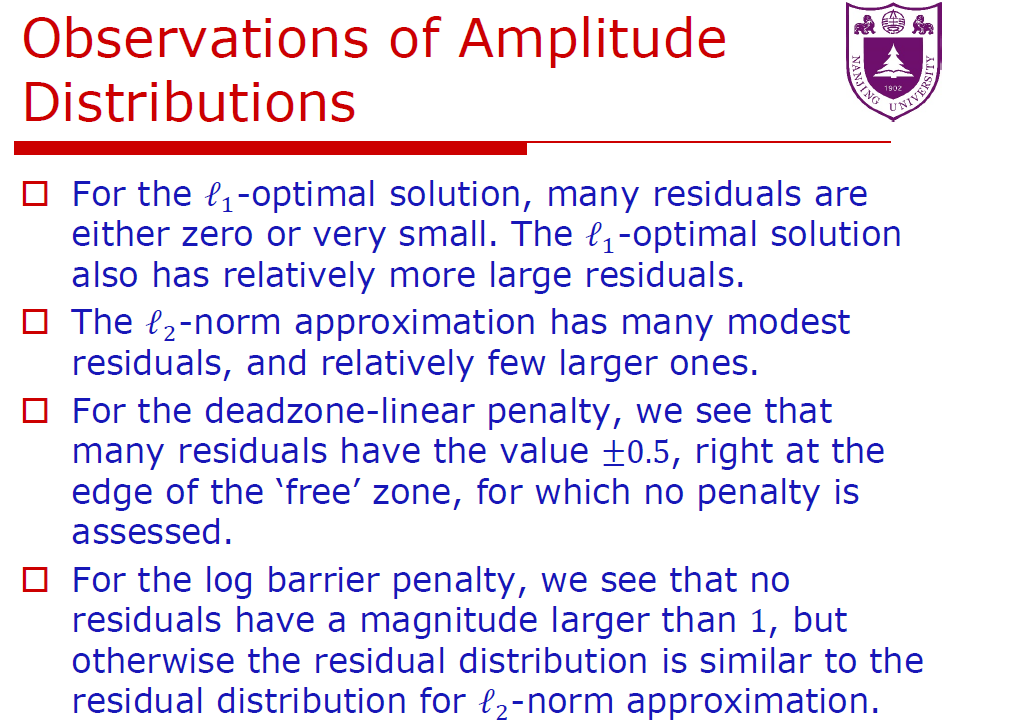 Observations of Amplitude
Distributions
NANJING UNIVERSITY
1902
For the ℓ₁-optimal solution, many residuals are
either zero or very small. The ℓ₁-optimal solution
also has relatively more large residuals.
The ℓ₂-norm approximation has many modest
residuals, and relatively few larger ones.
For the deadzone-linear penalty, we see that
many residuals have the value ±0.5, right at the
edge of the ‘free’ zone, for which no penalty is
assessed.
For the log barrier penalty, we see that no
residuals have a magnitude larger than 1, but
otherwise the residual distribution is similar to the
residual distribution for ℓ₂-norm approximation.